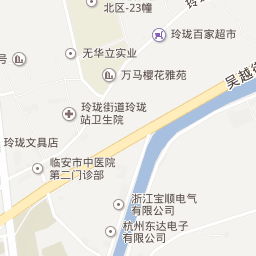 北区-23幢
玲
玲珑百家超市
无华立实业
号
万马樱花雅苑
吴越街
玲珑街道玲珑
站卫生院
玲珑文具店
临安市中医院
第二门诊部
浙江宝顺电气
有限公司
杭州东达电子
有限公司